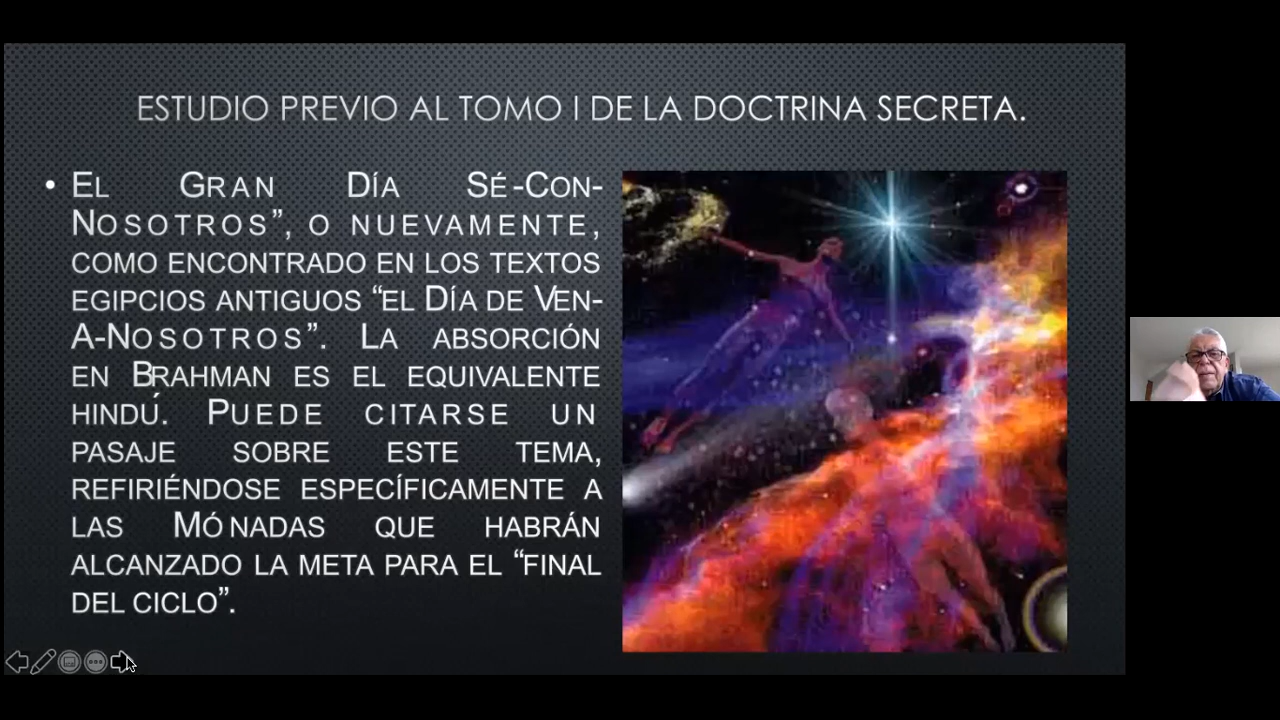 ESTUDIO PREVIO AL TOMO I DE LA DOCTRINA SECRETA.
• EL GRAN DÍA SÉ-CON-
NOSOTROS”, O NUEVAMENTE,
COMO ENCONTRADO EN LOS TEXTOS
EGIPCIOS ANTIGUOS “EL DÍA DE VEN-
A-NOSOTROS”. LA ABSORCIÓN
EN BRAHMAN ES EL EQUIVALENTE
HINDÚ. PUEDE CITARSE UN
PASAJE SOBRE ESTE TEMA,
REFIRIÉNDOSE ESPECÍFICAMENTE A
LAS MÓNADAS QUE HABRÁN
ALCANZADO LA META PARA EL “FINAL
DEL CICLO”.